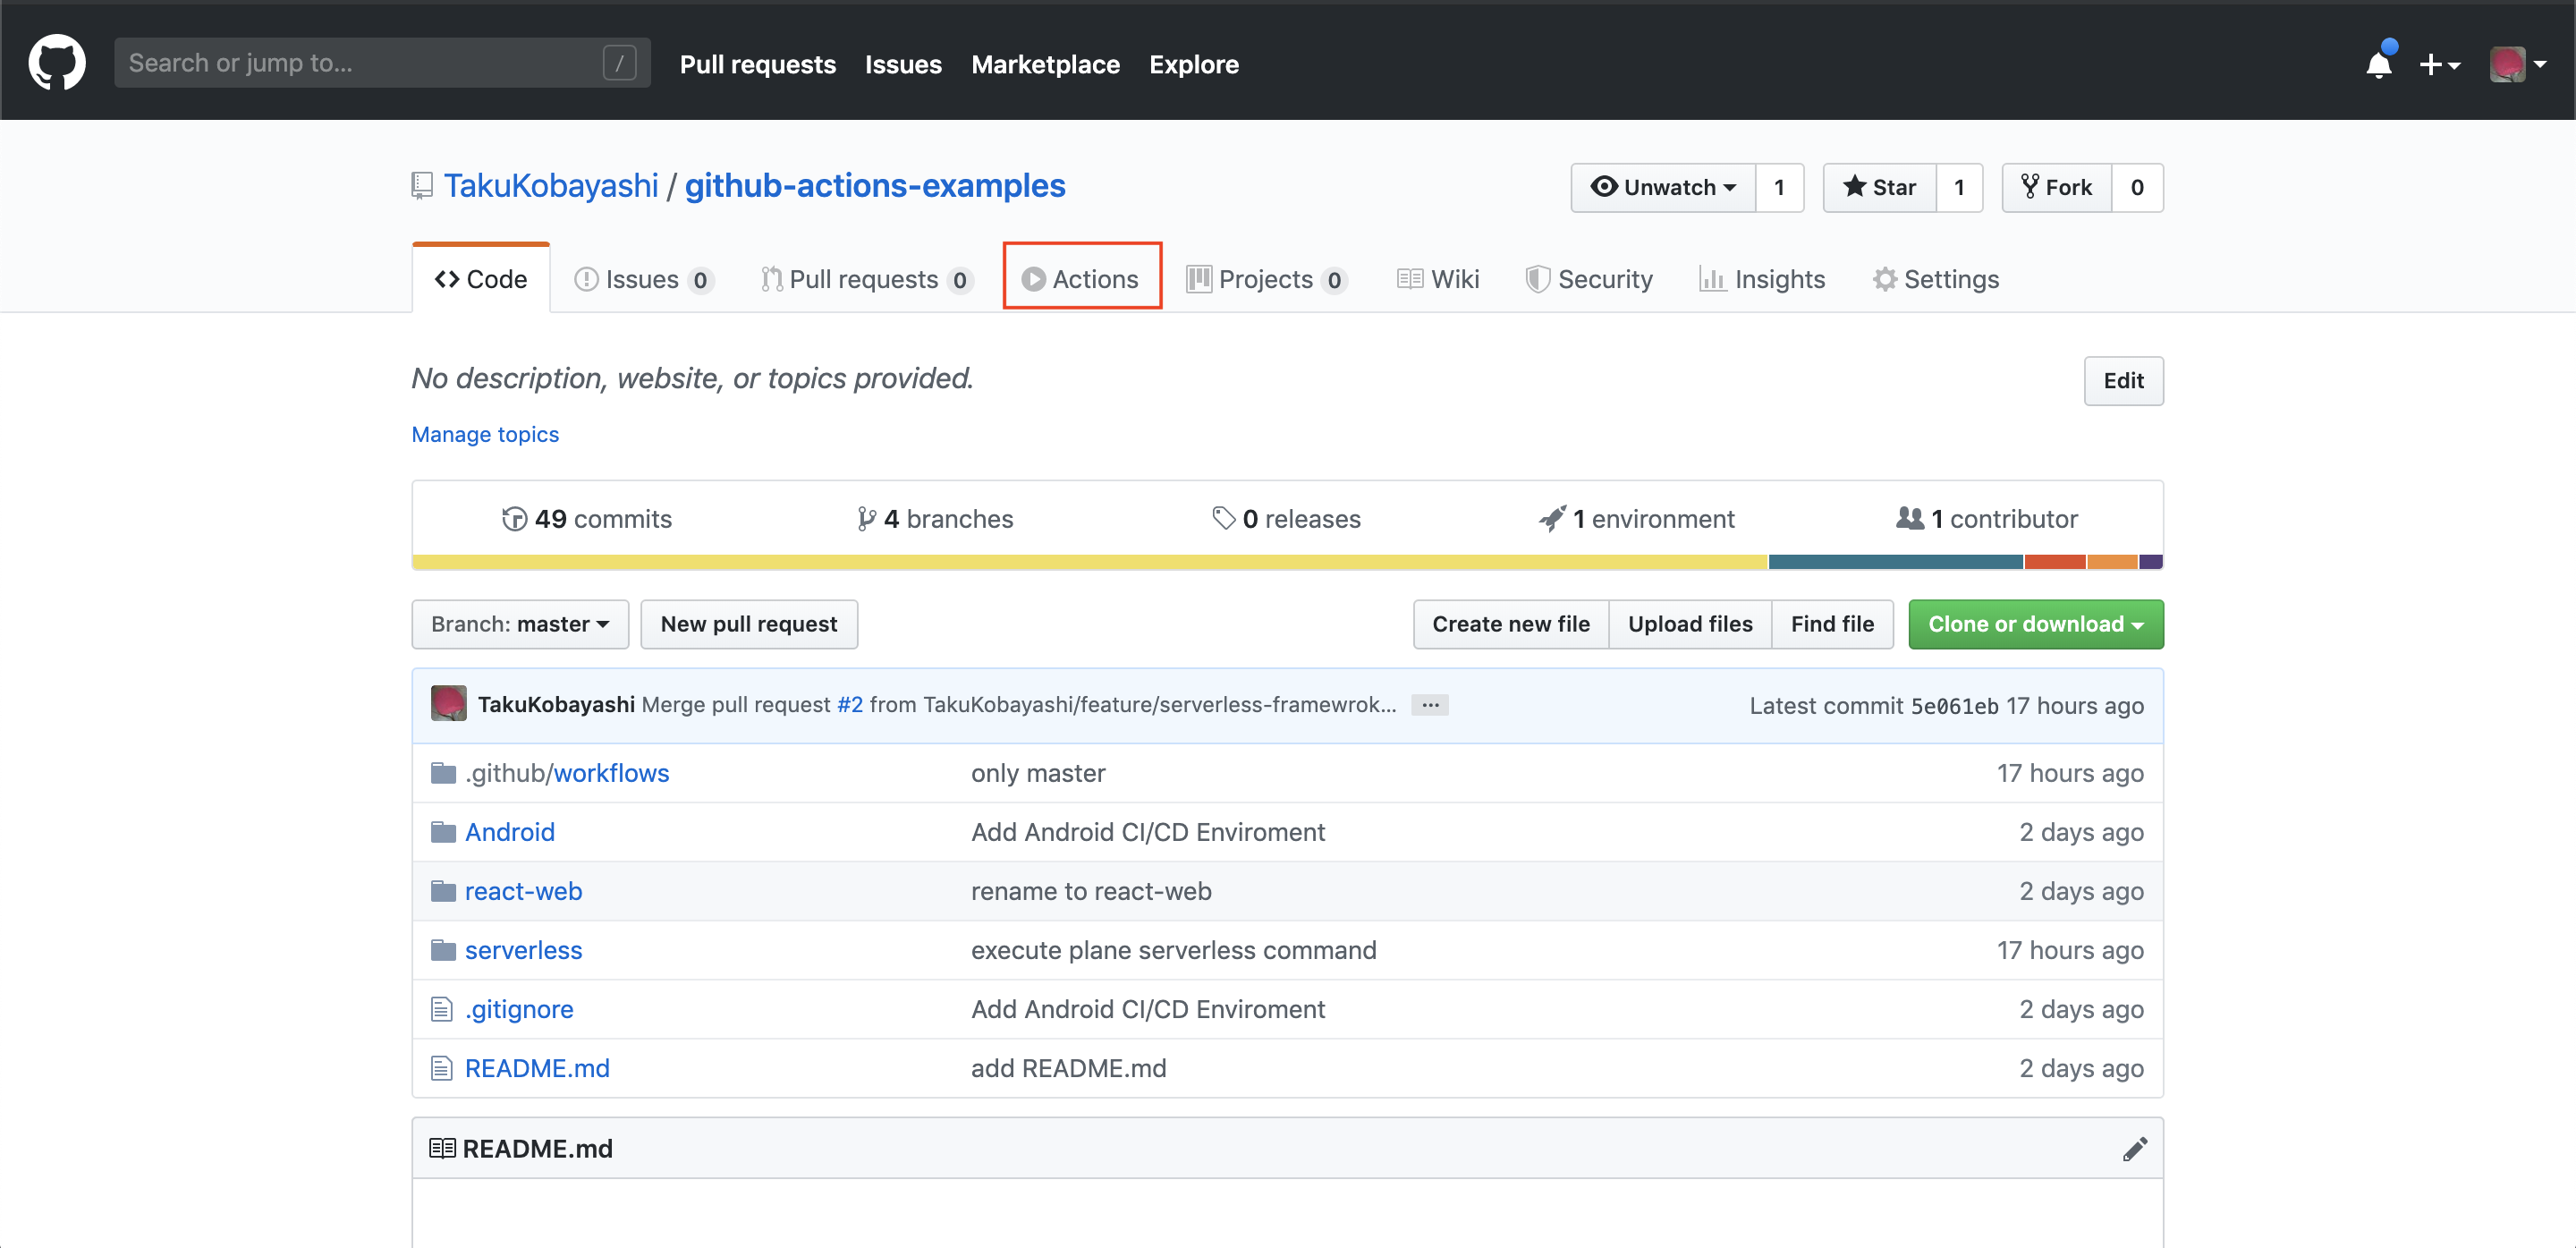 Search or jump to... / Pull requests Issues Marketplace Explore
TakuKobayashi / github-actions-examples Unwatch 1 Star 1 Fork 0
Code Issues 0 Pull requests 0 Actions Projects 0 Wiki Security Insights Settings
No description, website, or topics provided. Edit
Manage topics
49 commits 4 branches 0 releases 1 environment 1 contributor
Branch: master New pull request Create new file Upload files Find file Clone or download
TakuKobayashi Merge pull request #2 from TakuKobayashi/feature/serverless-framewrok... ... Latest commit 5e061eb 17 hours ago
.github/workflows only master 17 hours ago
Android Add Android CI/CD Enviroment 2 days ago
react-web rename to react-web 2 days ago
serverless execute plane serverless command 17 hours ago
.gitignore Add Android CI/CD Enviroment 2 days ago
README.md add README.md 2 days ago
README.md